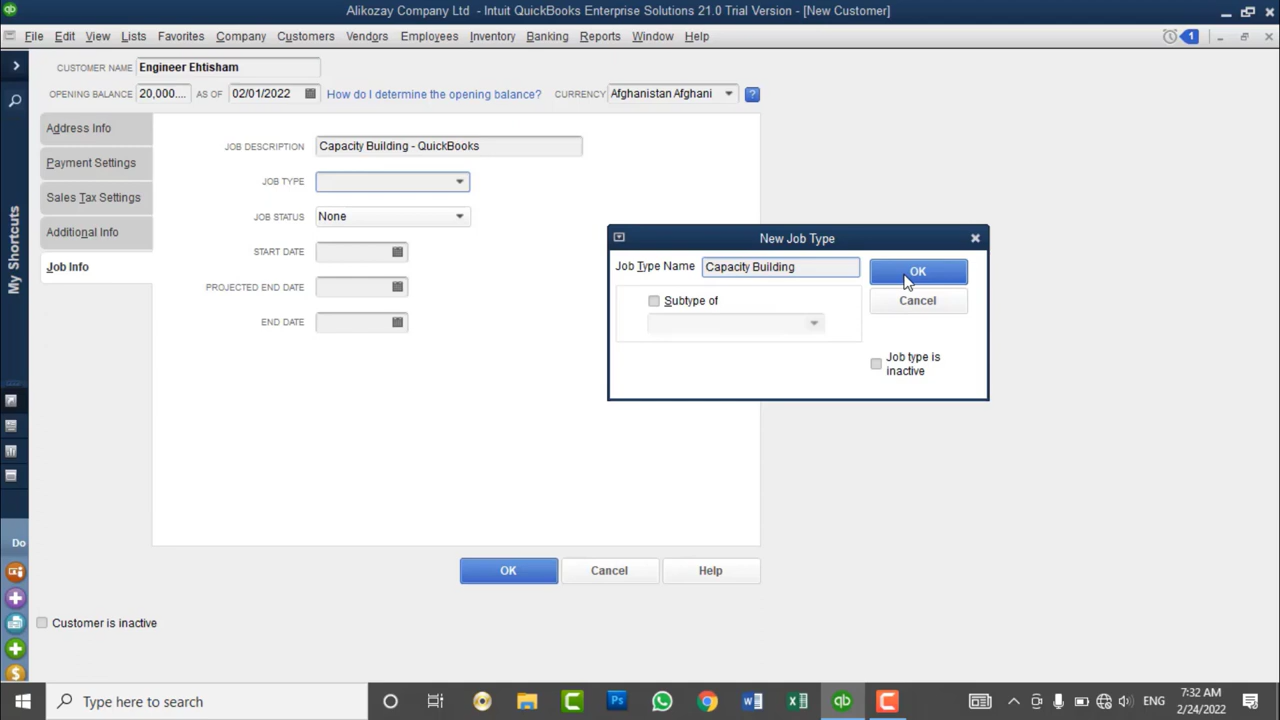 Alikozay Company Ltd - Intuit QuickBooks Enterprise Solutions 21.0 Trial Version - [New Customer]
File Edit View Lists Favorites Company Customers Vendors Employees Inventory Banking Reports Window Help 1
CUSTOMER NAME Engineer Ehtisham
OPENING BALANCE 20,000.... AS OF 02/01/2022 How do I determine the opening balance? CURRENCY Afghanistan Afghani ?
Address Info
Payment Settings
Sales Tax Settings
Additional Info
Job Info
JOB DESCRIPTION Capacity Building - QuickBooks
JOB TYPE
JOB STATUS None
START DATE
PROJECTED END DATE
END DATE
New Job Type
Job Type Name Capacity Building
OK
Subtype of
Cancel
Job type is
inactive
OK Cancel Help
Customer is inactive
My Shortcuts
Do
Type here to search
ENG
7:32 AM
2/24/2022